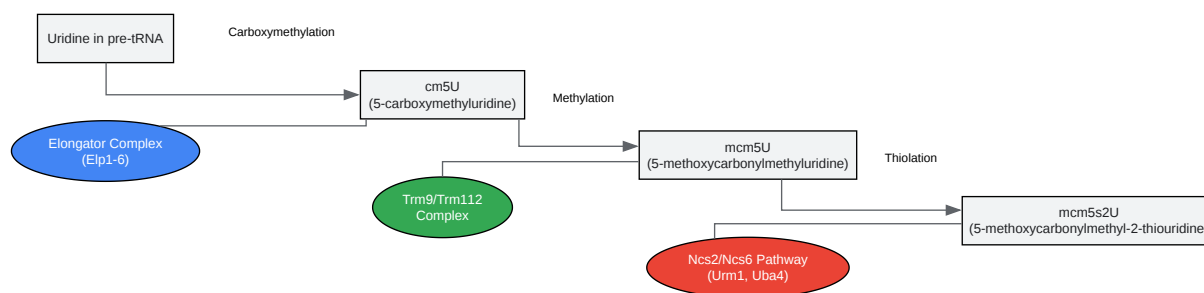 Uridine in pre-tRNA
Carboxymethylation
cm5U
(5-carboxymethyluridine)
Methylation
Elongator Complex
(Elp1-6)
mcm5U
(5-methoxycarbonylmethyluridine)
Thiolation
Trm9/Trm112
Complex
mcm5s2U
(5-methoxycarbonylmethyl-2-thiouridine
Ncs2/Ncs6 Pathway
(Urm1, Uba4)